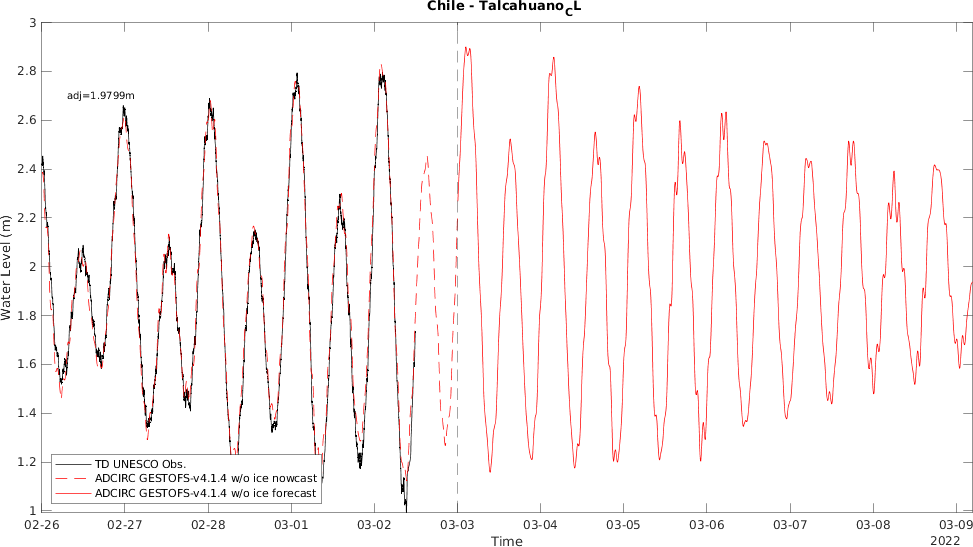 Chile - Talcahuano_CL
3
2.8
2.6
2.4
2.2
2
1.8
1.6
1.4
1.2
1
Water Level (m)
adj=1.9799m
TD UNESCO Obs.
ADCIRC GESTOFS-v4.1.4 w/o ice nowcast
ADCIRC GESTOFS-v4.1.4 w/o ice forecast
02-26 02-27 02-28 03-01 03-02 03-03 03-04 03-05 03-06 03-07 03-08 03-09
Time
2022